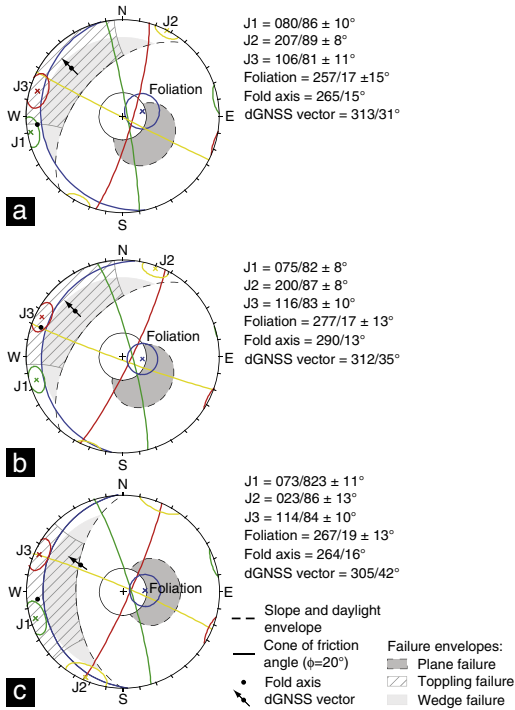 N
J2
J3
Foliation
W
E
J1
S
a
J1 = 080/86 ± 10°
J2 = 207/89 ± 8°
J3 = 106/81 ± 11°
Foliation = 257/17 ±15°
Fold axis = 265/15°
dGNSS vector = 313/31°
N
J2
J3
Foliation
W
E
J1
S
b
J1 = 075/82 ± 8°
J2 = 200/87 ± 8°
J3 = 116/83 ± 10°
Foliation = 277/17 ± 13°
Fold axis = 290/13°
dGNSS vector = 312/35°
N
J3
Foliation
W
E
J1
J2
S
c
J1 = 073/823 ± 11°
J2 = 023/86 ± 13°
J3 = 114/84 ± 10°
Foliation = 267/19 ± 13°
Fold axis = 264/16°
dGNSS vector = 305/42°
Slope and daylight
envelope
Cone of friction
angle (ϕ=20°)
Fold axis
dGNSS vector
Failure envelopes:
Plane failure
Toppling failure
Wedge failure